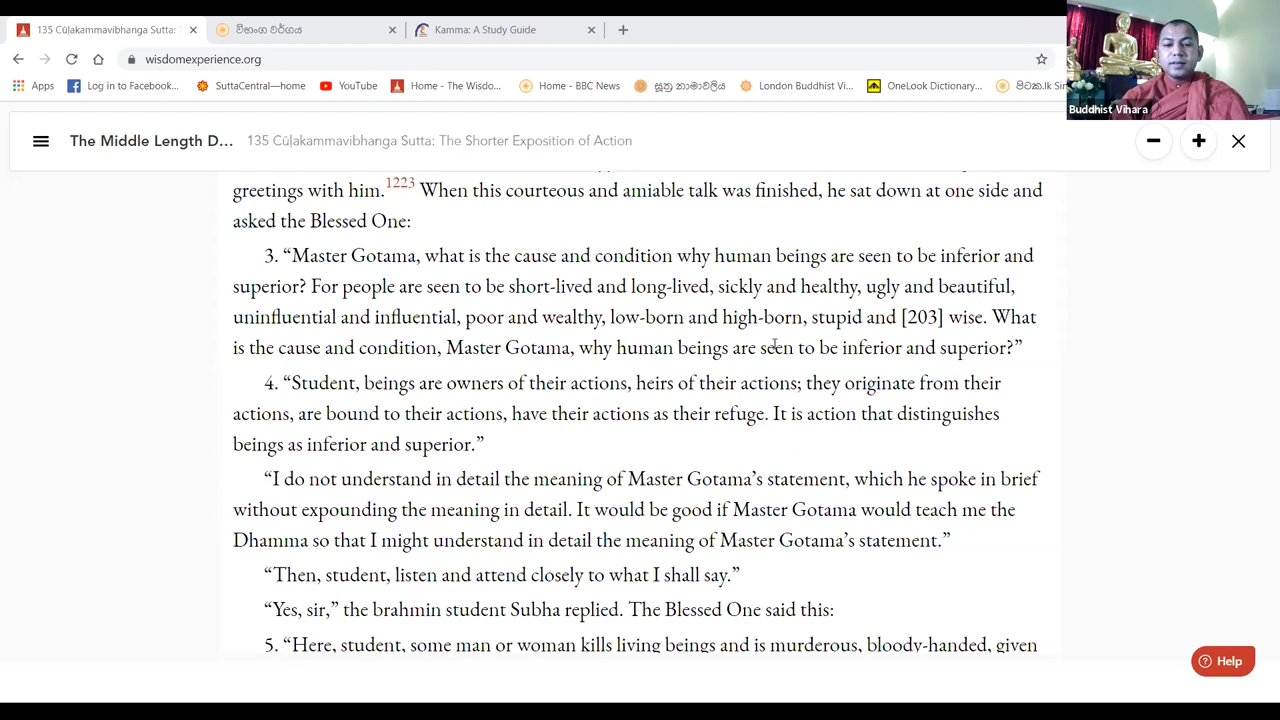 135 Cūḷakammavibhanga Sutta:
විභංග වර්ගය
Kamma: A Study Guide
wisdomexperience.org
Apps
Log in to Facebook...
SuttaCentral—home
YouTube
Home - The Wisdo...
Home - BBC News
සූත්‍ර නාමාවලිය
London Buddhist Vi...
OneLook Dictionary...
පිටක.lk Sin
Buddhist Vihara
The Middle Length D...
135 Cūḷakammavibhanga Sutta: The Shorter Exposition of Action
greetings with him.1223 When this courteous and amiable talk was finished, he sat down at one side and
asked the Blessed One:
3. “Master Gotama, what is the cause and condition why human beings are seen to be inferior and
superior? For people are seen to be short-lived and long-lived, sickly and healthy, ugly and beautiful,
uninfluential and influential, poor and wealthy, low-born and high-born, stupid and [203] wise. What
is the cause and condition, Master Gotama, why human beings are seen to be inferior and superior?”
4. “Student, beings are owners of their actions, heirs of their actions; they originate from their
actions, are bound to their actions, have their actions as their refuge. It is action that distinguishes
beings as inferior and superior.”
“I do not understand in detail the meaning of Master Gotama’s statement, which he spoke in brief
without expounding the meaning in detail. It would be good if Master Gotama would teach me the
Dhamma so that I might understand in detail the meaning of Master Gotama’s statement.”
“Then, student, listen and attend closely to what I shall say.”
“Yes, sir,” the brahmin student Subha replied. The Blessed One said this:
5. “Here, student, some man or woman kills living beings and is murderous, bloody-handed, given
Help